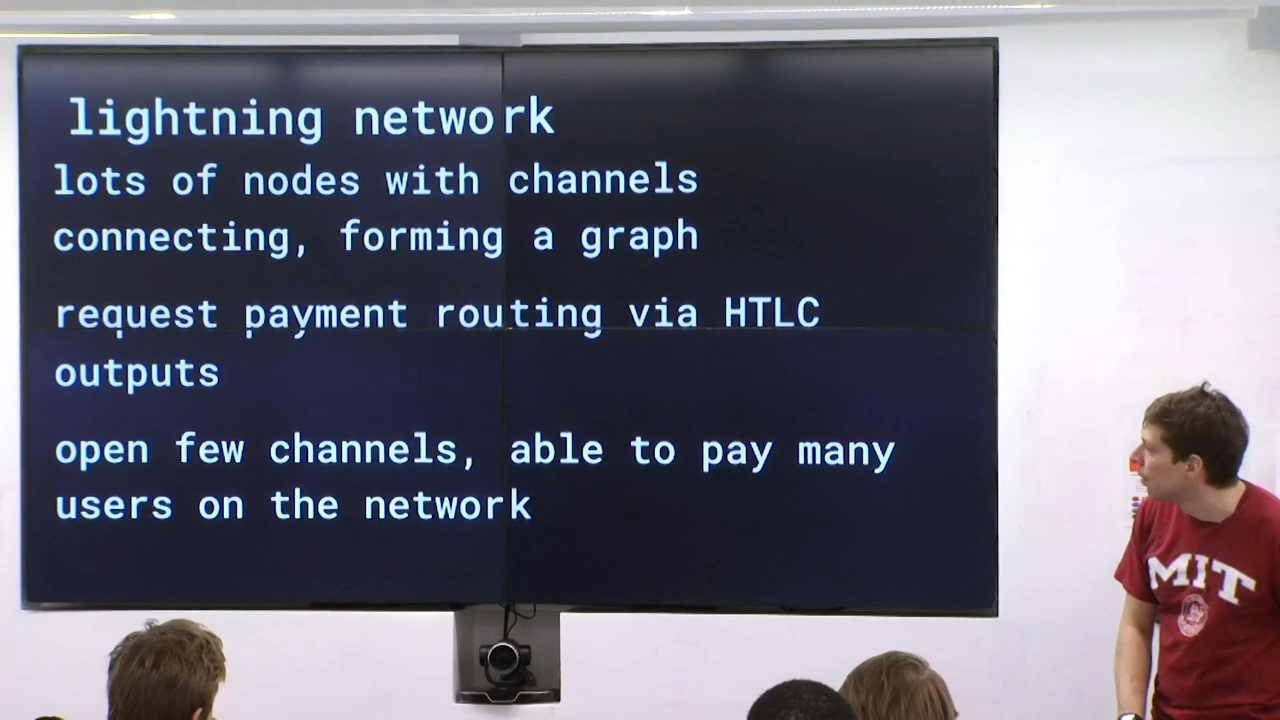 lightning network
lots of nodes with channels
connecting, forming a graph
request payment routing via HTLC
outputs
open few channels, able to pay many
users on the network
MIT